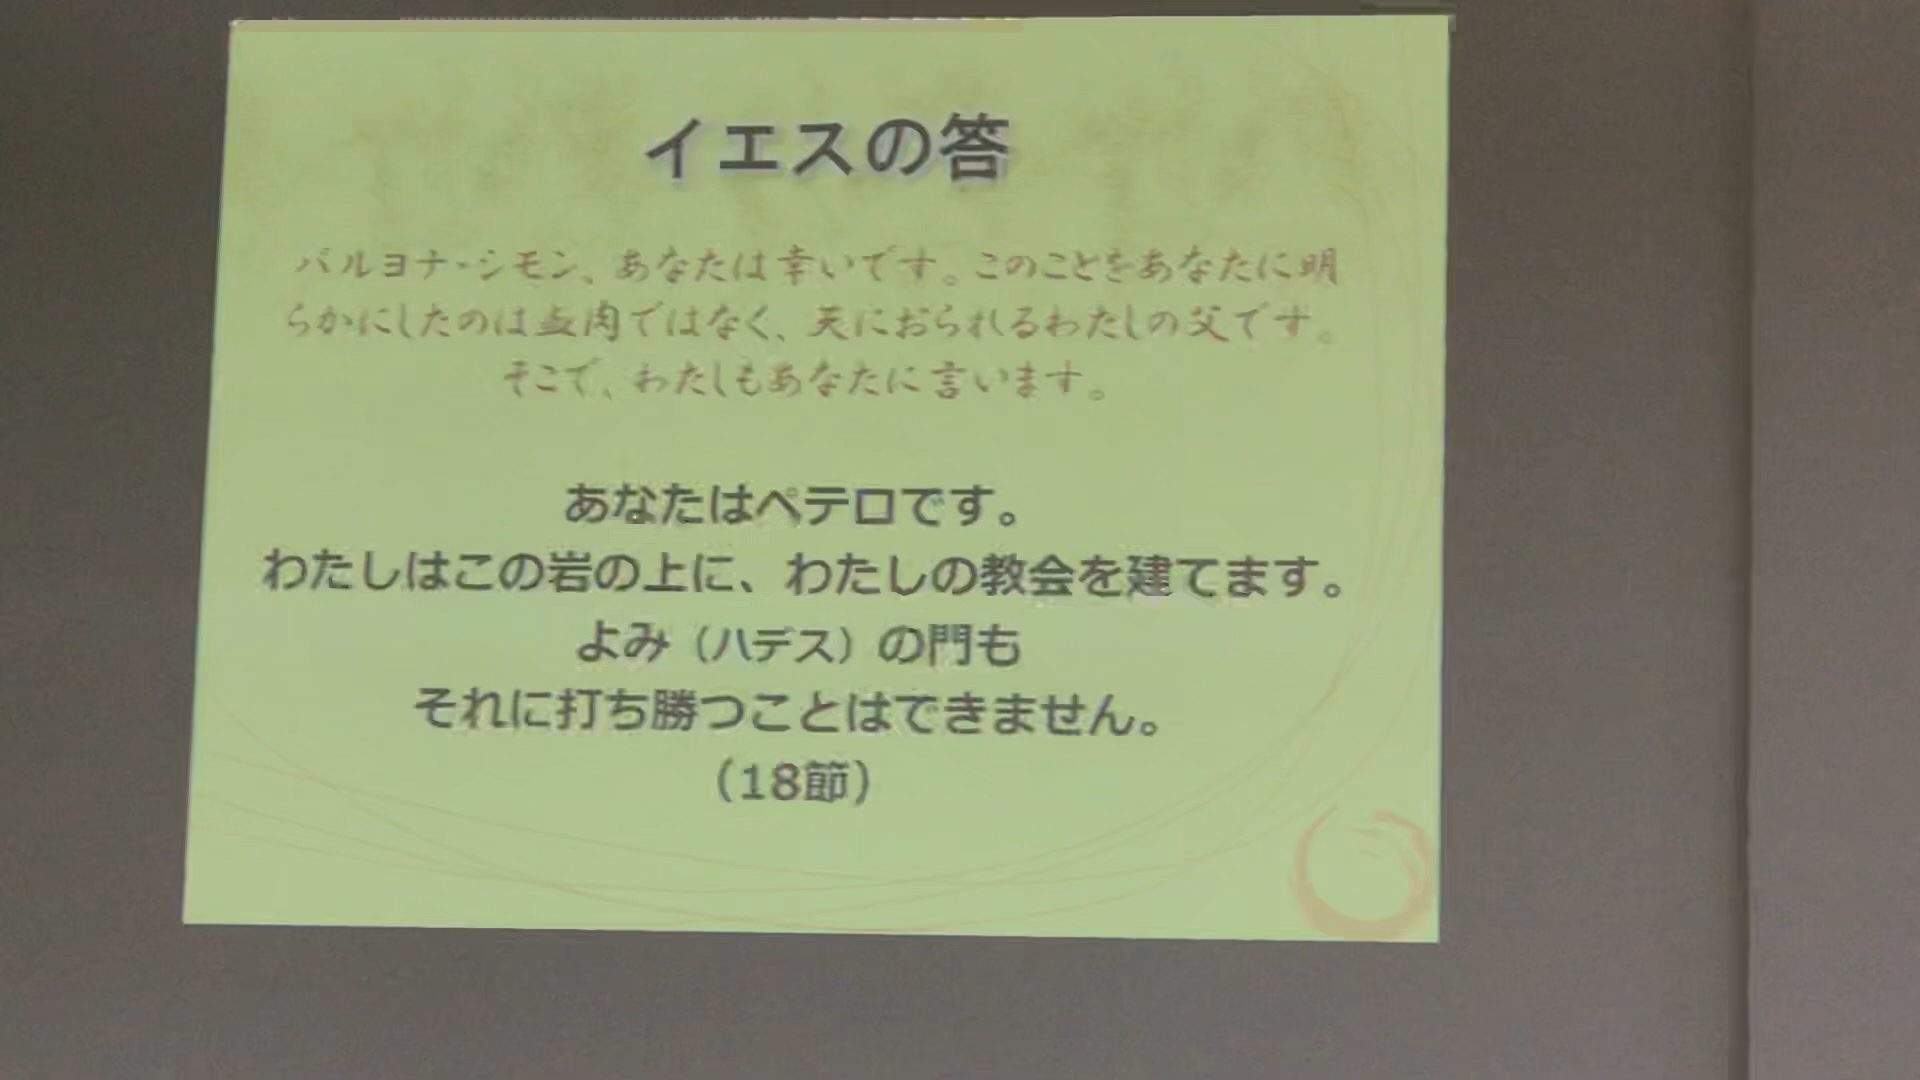 イエスの答
バルヨナ・シモン、あなたは幸いです。このことをあなたに明
らかにしたのは血肉ではなく、天におられるわたしの父です。
そこで、わたしもあなたに言います。
あなたはペテロです。
わたしはこの岩の上に、わたしの教会を建てます。
よみ（ハデス）の門も
それに打ち勝つことはできません。
（18節）